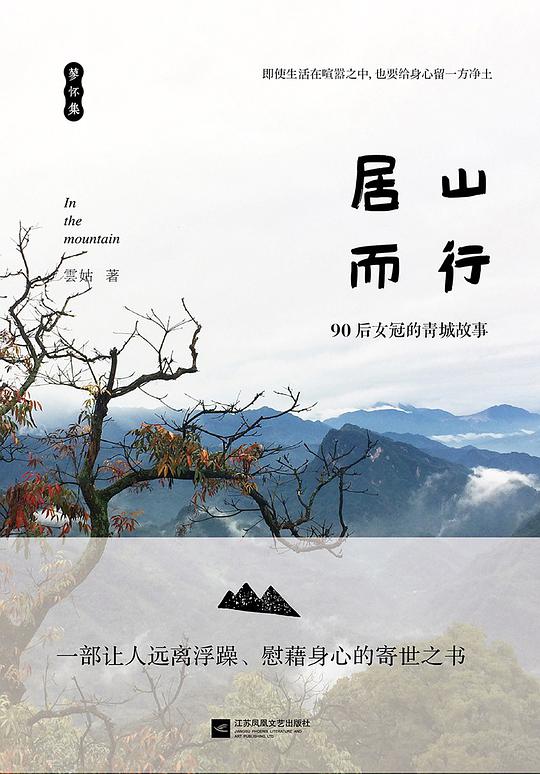 蓼怀集
即使生活在喧嚣之中,也要给身心留一方净土
居 山
而 行
In
the
mountain
雲姑 著
90后女冠的青城故事
一部让人远离浮躁、慰藉身心的寄世之书
江苏凤凰文艺出版社
JIANGSU PHOENIX LITERATURE AND
ART PUBLISHING, LTD